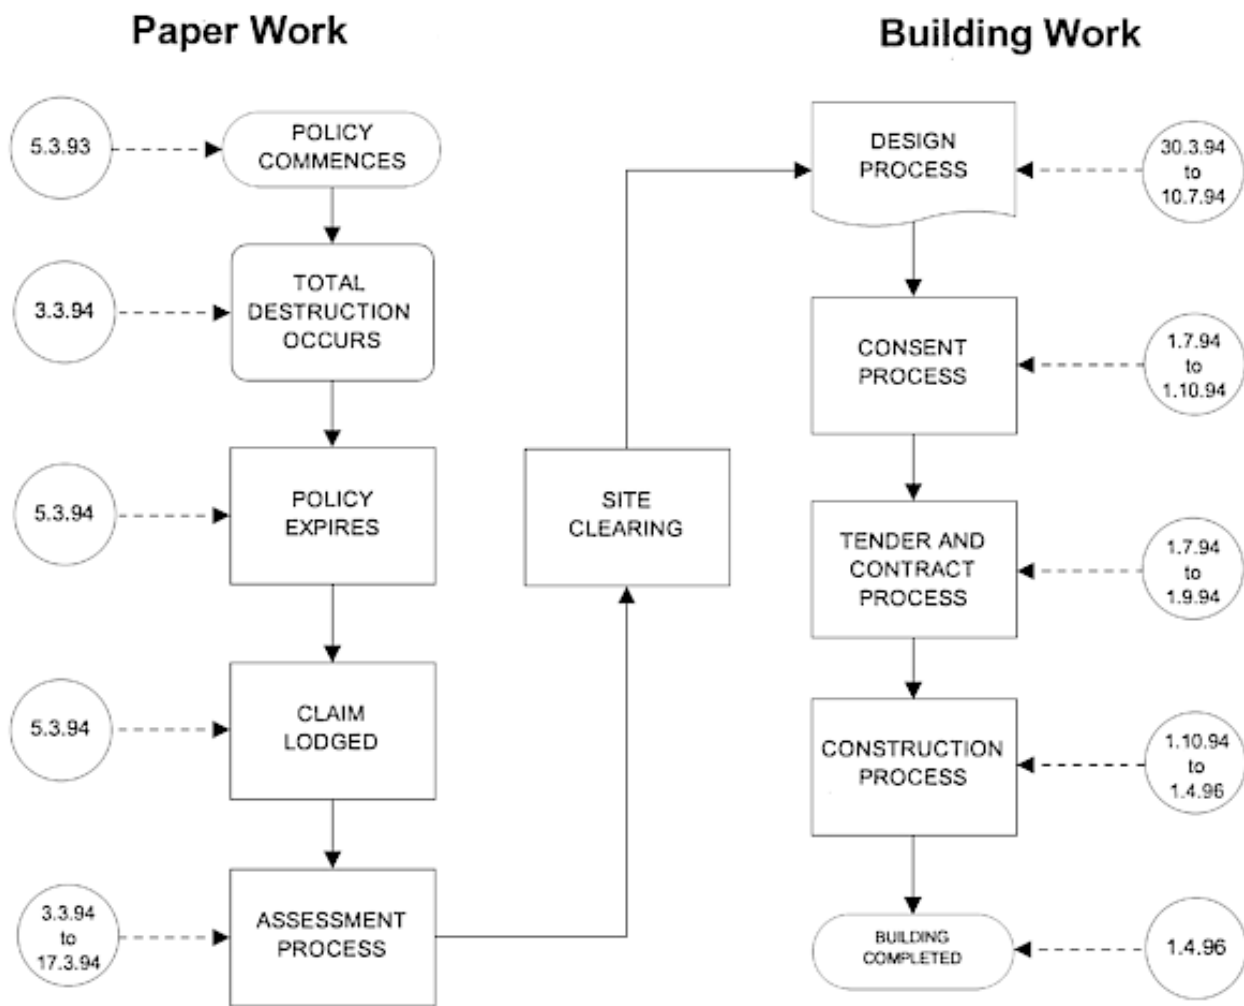 Paper Work
5.3.93
POLICY
COMMENCES
3.3.94
TOTAL
DESTRUCTION
OCCURS
5.3.94
POLICY
EXPIRES
5.3.94
CLAIM
LODGED
3.3.94
to
17.3.94
ASSESSMENT
PROCESS
SITE
CLEARING
Building Work
DESIGN
PROCESS
30.3.94
to
10.7.94
CONSENT
PROCESS
1.7.94
to
1.10.94
TENDER AND
CONTRACT
PROCESS
1.7.94
to
1.9.94
CONSTRUCTION
PROCESS
1.10.94
to
1.4.96
BUILDING
COMPLETED
1.4.96